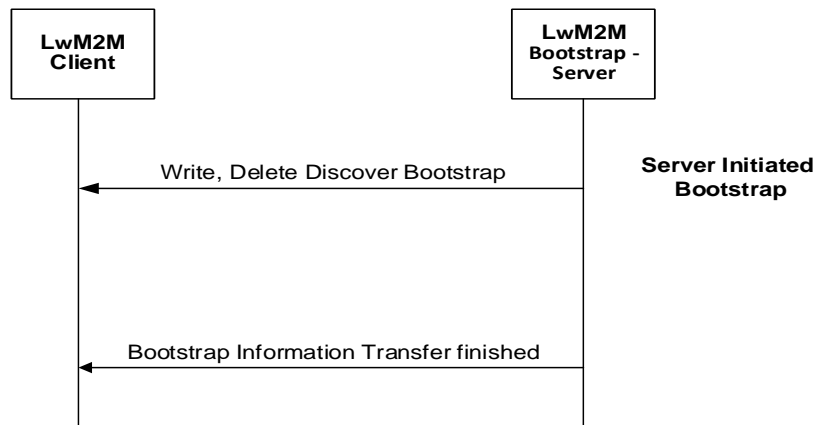 LwM2M
Client
LwM2M
Bootstrap -
Server
Write, Delete Discover Bootstrap
Server Initiated
Bootstrap
Bootstrap Information Transfer finished